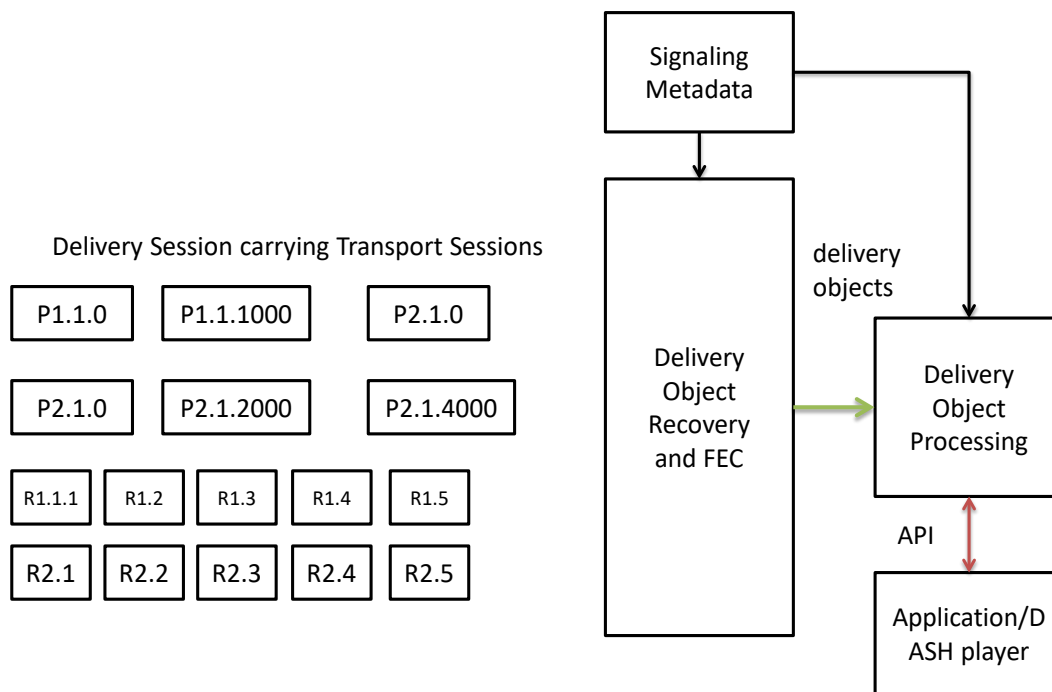 Signaling
Metadata
Delivery Session carrying Transport Sessions
P1.1.0
P1.1.1000
P2.1.0
P2.1.0
P2.1.2000
P2.1.4000
R1.1.1
R1.2
R1.3
R1.4
R1.5
R2.1
R2.2
R2.3
R2.4
R2.5
Delivery
Object
Recovery
and FEC
delivery
objects
Delivery
Object
Processing
API
Application/D
ASH player